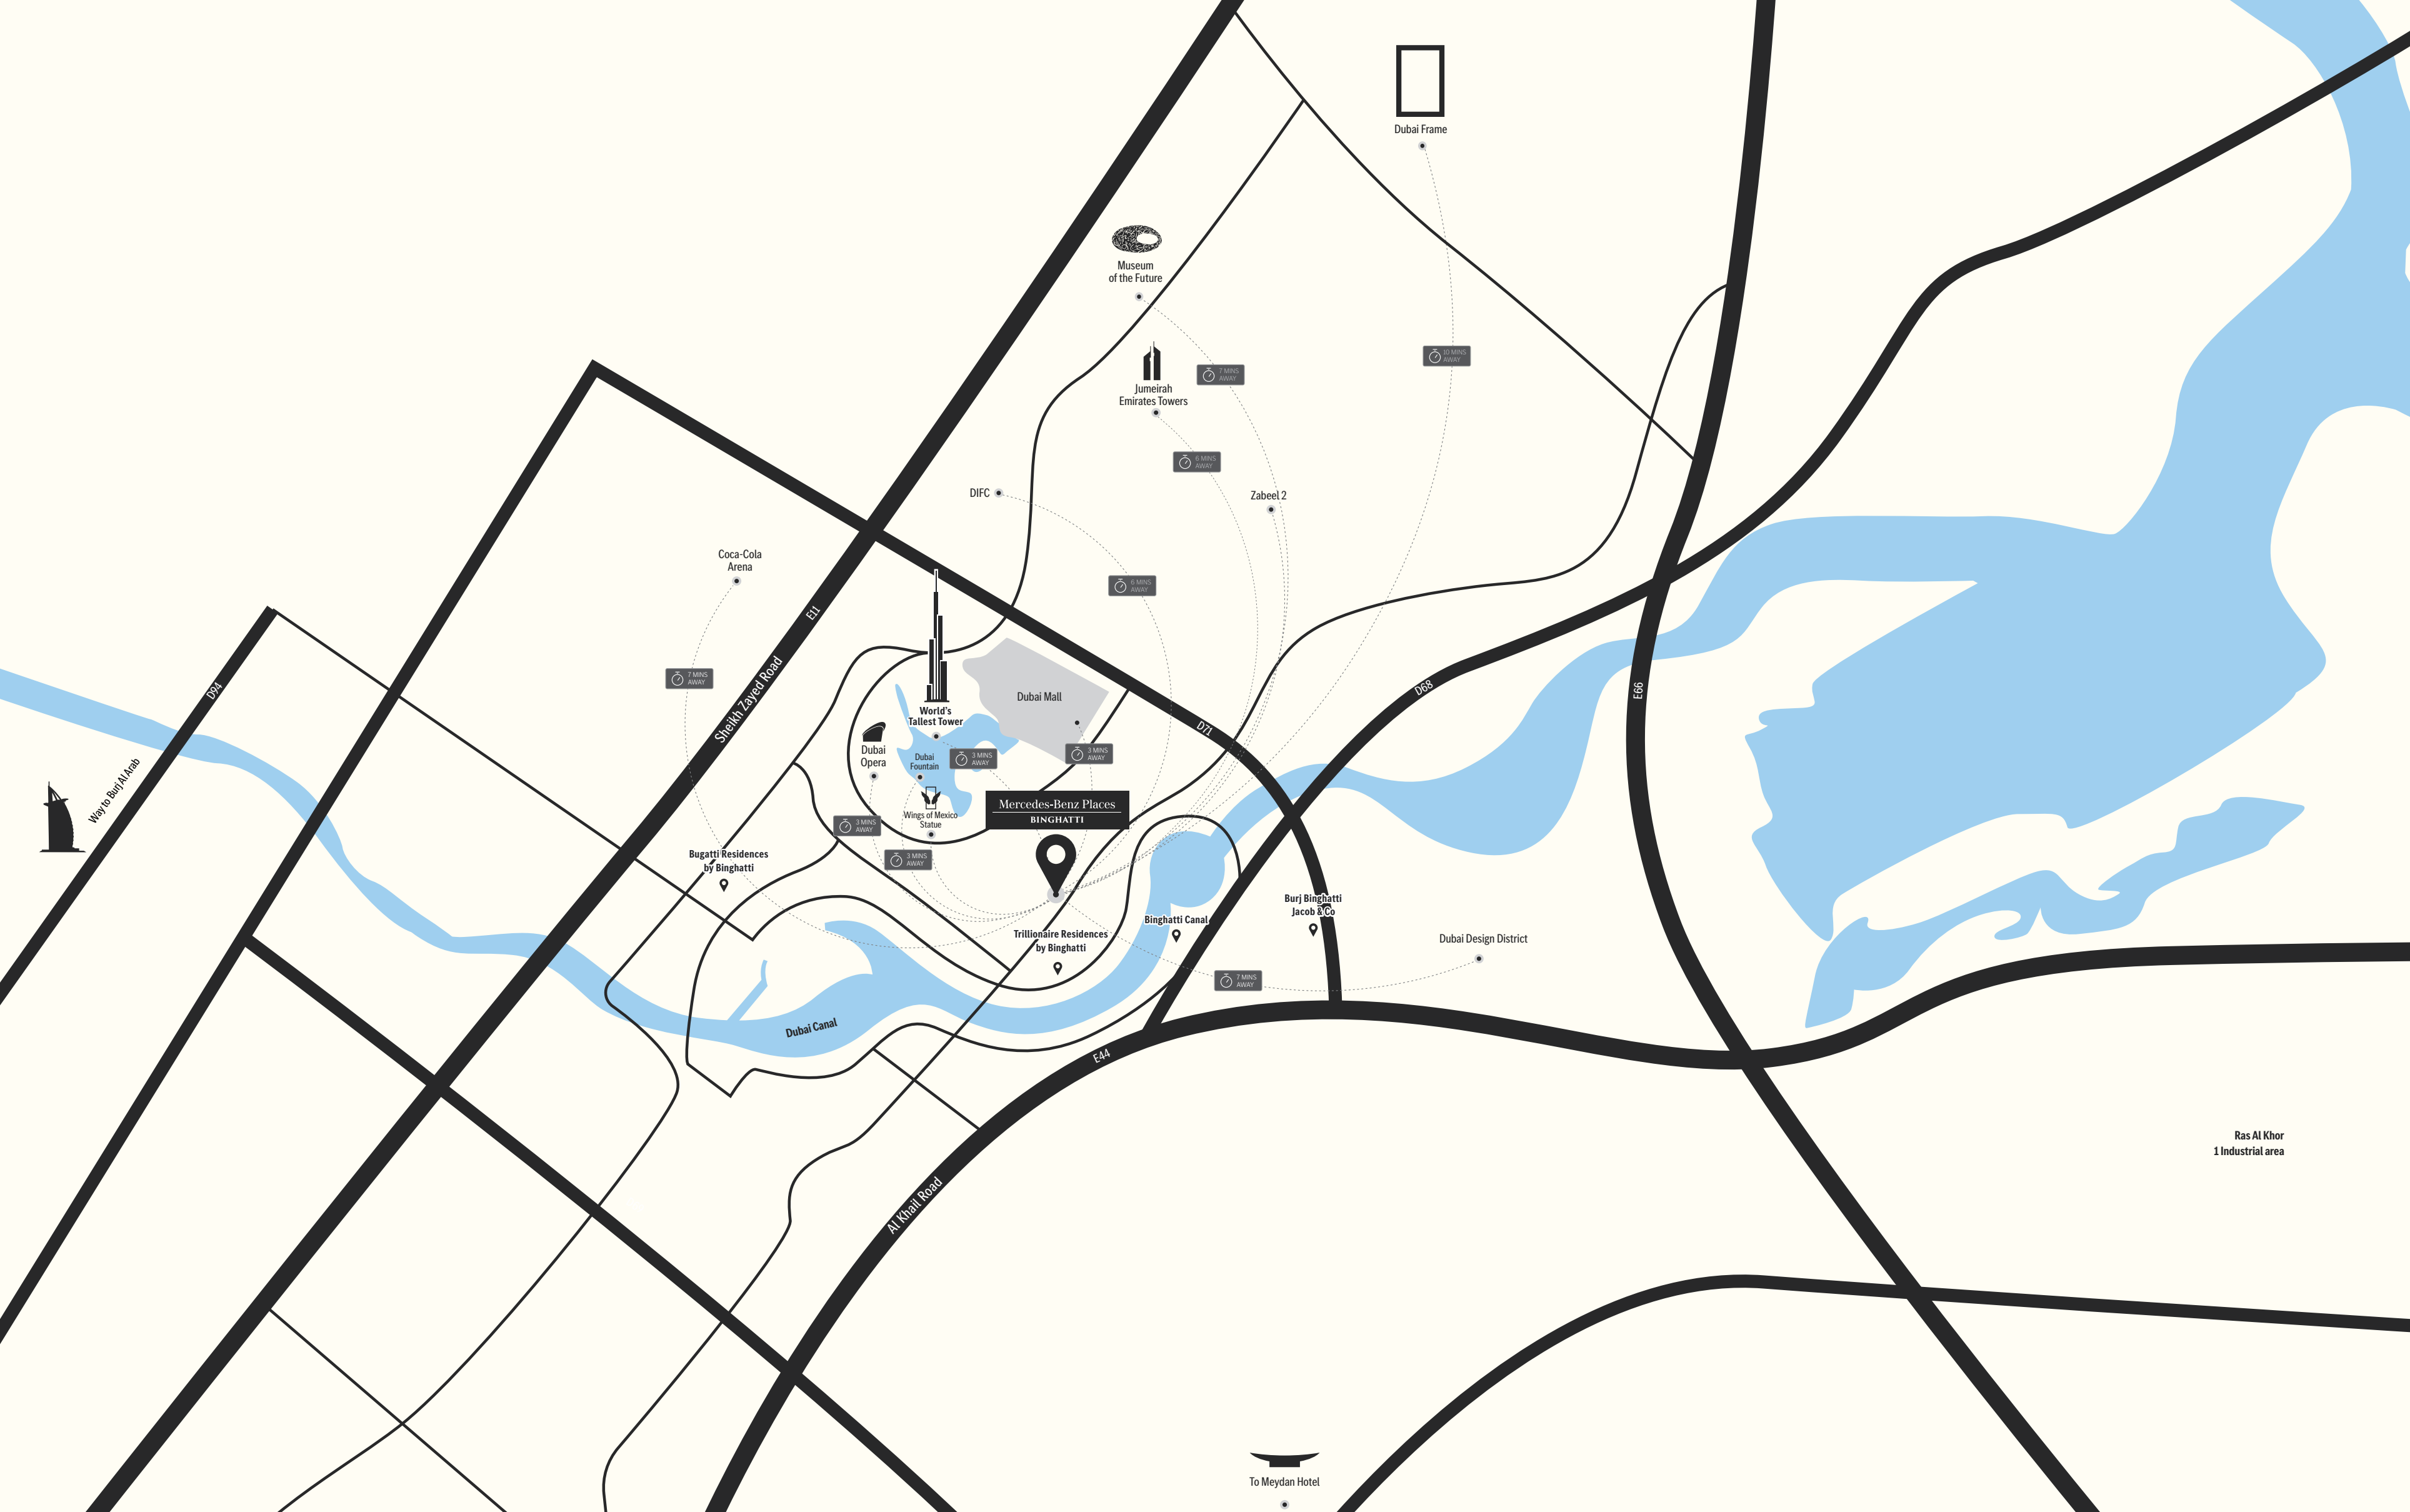 Dubai Frame
Museum
of the Future
10 MINS
AWAY
7 MINS
AWAY
Jumeirah
Emirates Towers
6 MINS
AWAY
DIFC
Zabeel 2
Coca-Cola
Arena
6 MINS
AWAY
E11
Sheikh Zayed Road
7 MINS
AWAY
D94
Way to Burj Al Arab
Dubai Mall
World's
Tallest Tower
D71
D68
E66
Dubai
Opera
Dubai
Fountain
3 MINS
AWAY
3 MINS
AWAY
Wings of Mexico
Statue
Mercedes-Benz Places
BINGHATTI
3 MINS
AWAY
3 MINS
AWAY
Bugatti Residences
by Binghatti
Burj Binghatti
Jacob & Co
Binghatti Canal
Trillionaire Residences
by Binghatti
Dubai Design District
7 MINS
AWAY
Dubai Canal
E44
Al Khail Road
Ras Al Khor
1 Industrial area
To Meydan Hotel